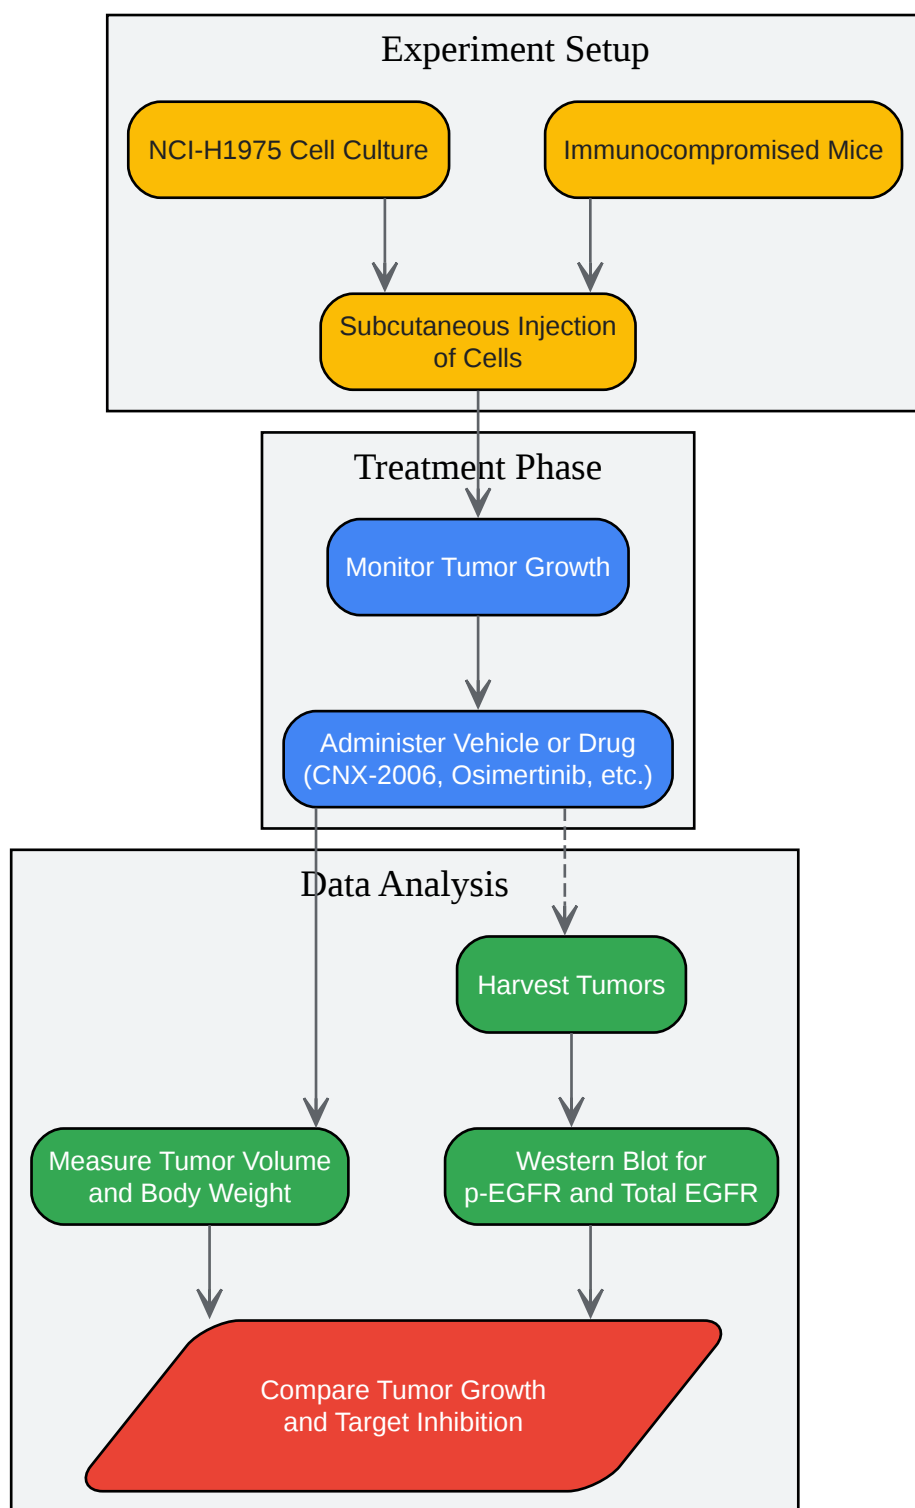 Experiment Setup
NCI-H1975 Cell Culture
Immunocompromised Mice
Subcutaneous Injection
of Cells
Treatment Phase
Monitor Tumor Growth
Administer Vehicle or Drug
(CNX-2006, Osimertinib, etc.)
Data Analysis
Harvest Tumors
Measure Tumor Volume
and Body Weight
Western Blot for
p-EGFR and Total EGFR
Compare Tumor Growth
and Target Inhibition